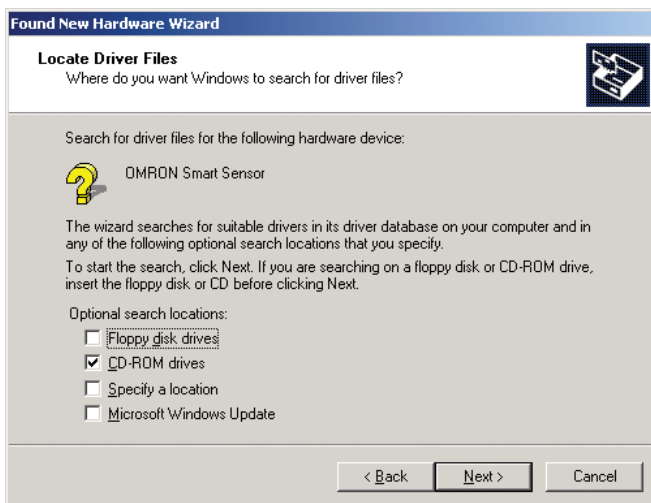 Found New Hardware Wizard
Locate Driver Files
Where do you want Windows to search for driver files?
Search for driver files for the following hardware device:
OMRON Smart Sensor
The wizard searches for suitable drivers in its driver database on your computer and in
any of the following optional search locations that you specify.
To start the search, click Next. If you are searching on a floppy disk or CD-ROM drive,
insert the floppy disk or CD before clicking Next.
Optional search locations:
Floppy disk drives
CD-ROM drives
Specify a location
Microsoft Windows Update
< Back Next > Cancel